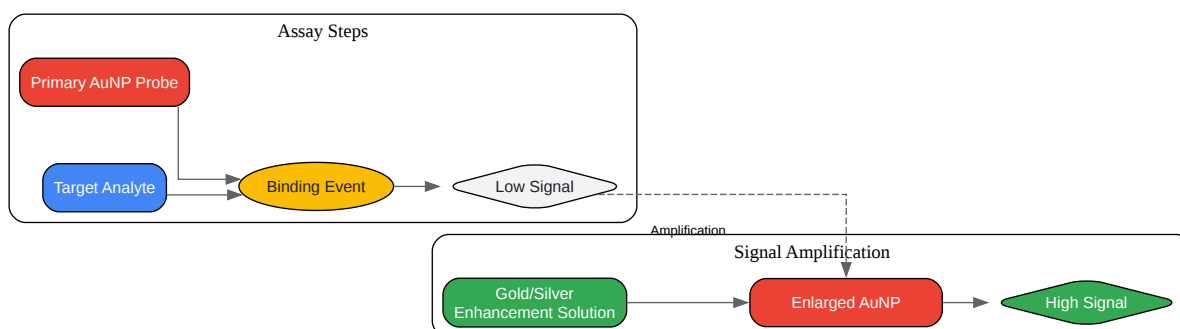 Assay Steps
Primary AuNP Probe
Target Analyte
Binding Event
Low Signal
Amplification
Signal Amplification
Gold/Silver
Enhancement Solution
Enlarged AuNP
High Signal